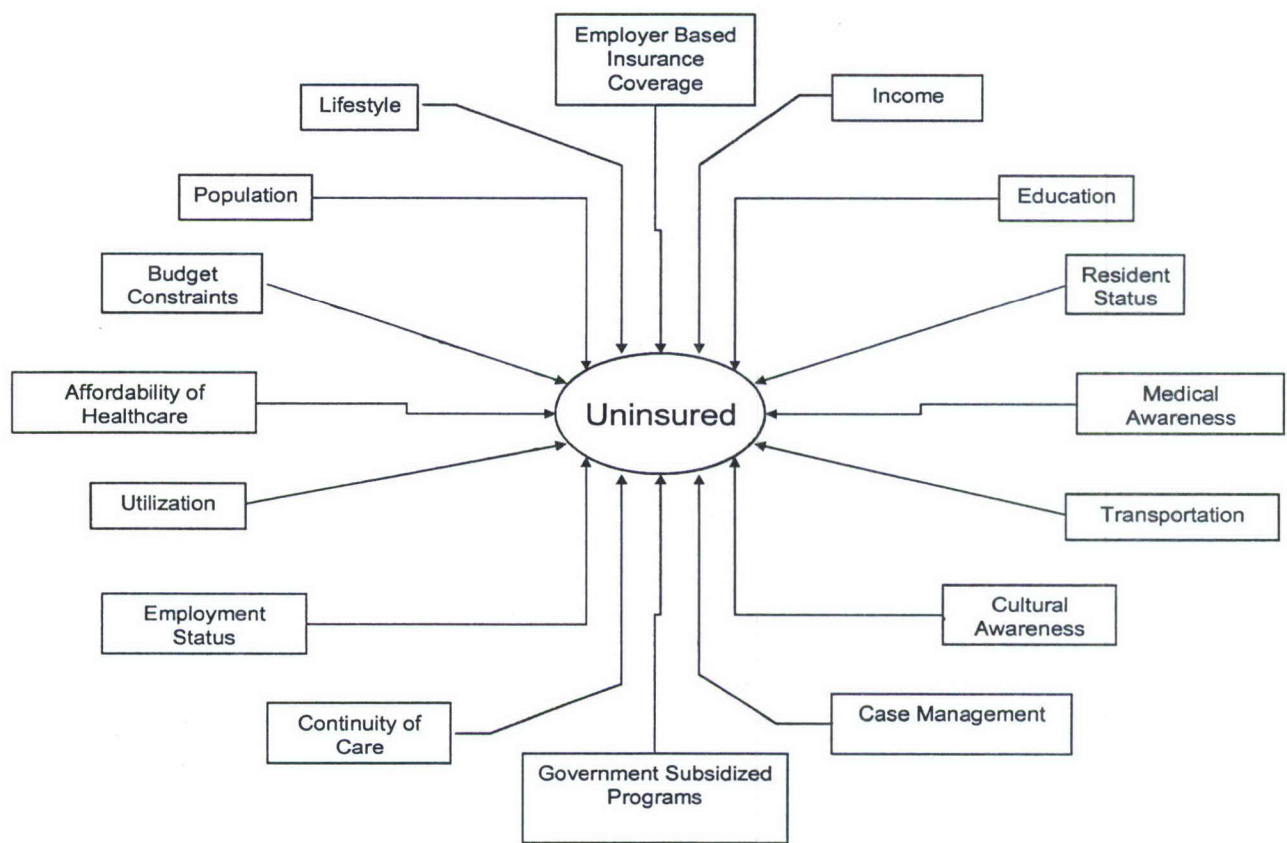 Employer Based
Insurance
Coverage
Lifestyle
Income
Population
Education
Budget
Constraints
Resident
Status
Affordability of
Healthcare
Uninsured
Medical
Awareness
Utilization
Transportation
Employment
Status
Cultural
Awareness
Continuity of
Care
Case Management
Government Subsidized
Programs